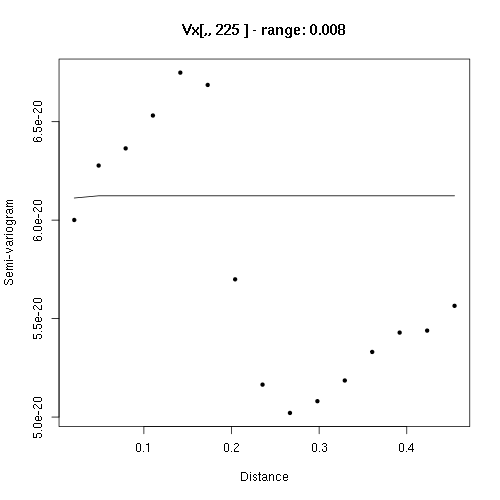 Vx[,, 225 ] - range: 0.008
Semi-variogram
6.5e-20
6.0e-20
5.5e-20
5.0e-20
0.1 0.2 0.3 0.4
Distance